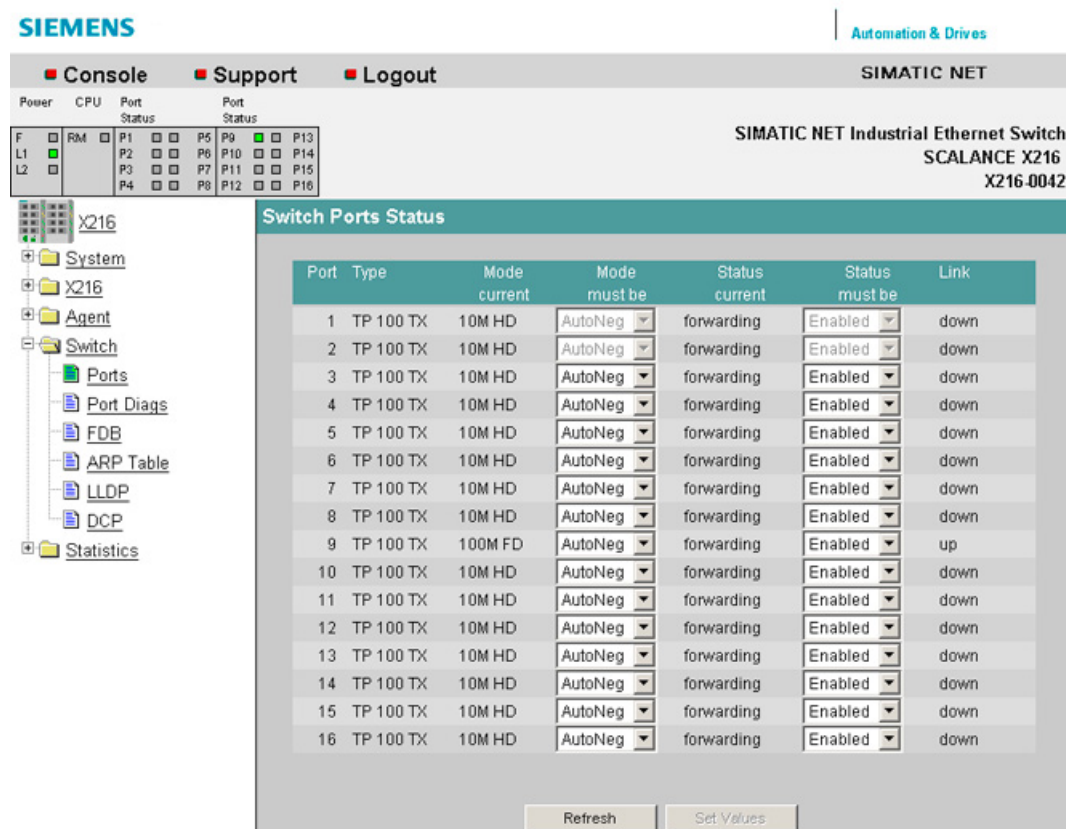 SIEMENS
Automation & Drives
Console Support Logout SIMATIC NET
Power CPU Port Status Port Status
F RM P1 P5 P9 P13
L1 P2 P6 P10 P14
L2 P3 P7 P11 P15
P4 P8 P12 P16
SIMATIC NET Industrial Ethernet Switch
SCALANCE X216
X216-0042
X216
System
X216
Agent
Switch
Ports
Port Diags
FDB
ARP Table
LLDP
DCP
Statistics
Switch Ports Status
Port Type Mode current Mode must be Status current Status must be Link
1 TP 100 TX 10M HD AutoNeg forwarding Enabled down
2 TP 100 TX 10M HD AutoNeg forwarding Enabled down
3 TP 100 TX 10M HD AutoNeg forwarding Enabled down
4 TP 100 TX 10M HD AutoNeg forwarding Enabled down
5 TP 100 TX 10M HD AutoNeg forwarding Enabled down
6 TP 100 TX 10M HD AutoNeg forwarding Enabled down
7 TP 100 TX 10M HD AutoNeg forwarding Enabled down
8 TP 100 TX 10M HD AutoNeg forwarding Enabled down
9 TP 100 TX 100M FD AutoNeg forwarding Enabled up
10 TP 100 TX 10M HD AutoNeg forwarding Enabled down
11 TP 100 TX 10M HD AutoNeg forwarding Enabled down
12 TP 100 TX 10M HD AutoNeg forwarding Enabled down
13 TP 100 TX 10M HD AutoNeg forwarding Enabled down
14 TP 100 TX 10M HD AutoNeg forwarding Enabled down
15 TP 100 TX 10M HD AutoNeg forwarding Enabled down
16 TP 100 TX 10M HD AutoNeg forwarding Enabled down
Refresh Set Values